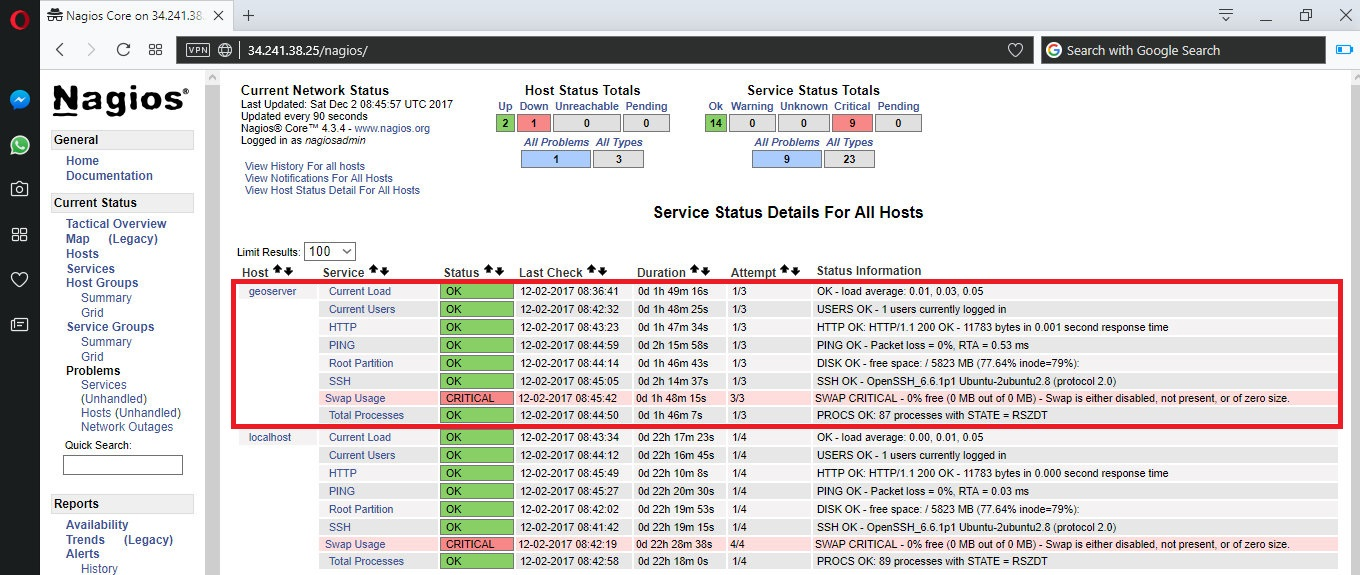 Nagios Core on 34.241.38.
VPN 34.241.38.25/nagios/
Search with Google Search
Nagios®
General
Home
Documentation
Current Status
Tactical Overview
Map (Legacy)
Hosts
Services
Host Groups
Summary
Grid
Service Groups
Summary
Grid
Problems
Services
(Unhandled)
Hosts (Unhandled)
Network Outages
Quick Search:
Reports
Availability
Trends (Legacy)
Alerts
History
Current Network Status
Last Updated: Sat Dec 2 08:45:57 UTC 2017
Updated every 90 seconds
Nagios® Core™ 4.3.4 - www.nagios.org
Logged in as nagiosadmin
View History For all hosts
View Notifications For All Hosts
View Host Status Detail For All Hosts
Host Status Totals
Up Down Unreachable Pending
2 1 0 0
All Problems All Types
1 3
Service Status Totals
Ok Warning Unknown Critical Pending
14 0 0 9 0
All Problems All Types
9 23
Service Status Details For All Hosts
Limit Results: 100
Host Service Status Last Check Duration Attempt Status Information
geoserver Current Load OK 12-02-2017 08:36:41 0d 1h 49m 16s 1/3 OK - load average: 0.01, 0.03, 0.05
Current Users OK 12-02-2017 08:42:32 0d 1h 48m 25s 1/3 USERS OK - 1 users currently logged in
HTTP OK 12-02-2017 08:43:23 0d 1h 47m 34s 1/3 HTTP OK: HTTP/1.1 200 OK - 11783 bytes in 0.001 second response time
PING OK 12-02-2017 08:44:59 0d 2h 15m 58s 1/3 PING OK - Packet loss = 0%, RTA = 0.53 ms
Root Partition OK 12-02-2017 08:44:14 0d 1h 46m 43s 1/3 DISK OK - free space: / 5823 MB (77.64% inode=79%):
SSH OK 12-02-2017 08:45:05 0d 2h 14m 37s 1/3 SSH OK - OpenSSH_6.6.1p1 Ubuntu-2ubuntu2.8 (protocol 2.0)
Swap Usage CRITICAL 12-02-2017 08:45:42 0d 1h 48m 15s 3/3 SWAP CRITICAL - 0% free (0 MB out of 0 MB) - Swap is either disabled, not present, or of zero size.
Total Processes OK 12-02-2017 08:44:50 0d 1h 46m 7s 1/3 PROCS OK: 87 processes with STATE = RSZDT
localhost Current Load OK 12-02-2017 08:43:34 0d 22h 17m 23s 1/4 OK - load average: 0.00, 0.01, 0.05
Current Users OK 12-02-2017 08:44:12 0d 22h 16m 45s 1/4 USERS OK - 1 users currently logged in
HTTP OK 12-02-2017 08:45:49 0d 22h 10m 8s 1/4 HTTP OK: HTTP/1.1 200 OK - 11783 bytes in 0.000 second response time
PING OK 12-02-2017 08:45:27 0d 22h 20m 30s 1/4 PING OK - Packet loss = 0%, RTA = 0.03 ms
Root Partition OK 12-02-2017 08:42:02 0d 22h 19m 53s 1/4 DISK OK - free space: / 5823 MB (77.64% inode=79%):
SSH OK 12-02-2017 08:41:42 0d 22h 19m 15s 1/4 SSH OK - OpenSSH_6.6.1p1 Ubuntu-2ubuntu2.8 (protocol 2.0)
Swap Usage CRITICAL 12-02-2017 08:42:19 0d 22h 28m 38s 4/4 SWAP CRITICAL - 0% free (0 MB out of 0 MB) - Swap is either disabled, not present, or of zero size.
Total Processes OK 12-02-2017 08:42:58 0d 22h 18m 0s 1/4 PROCS OK: 89 processes with STATE = RSZDT